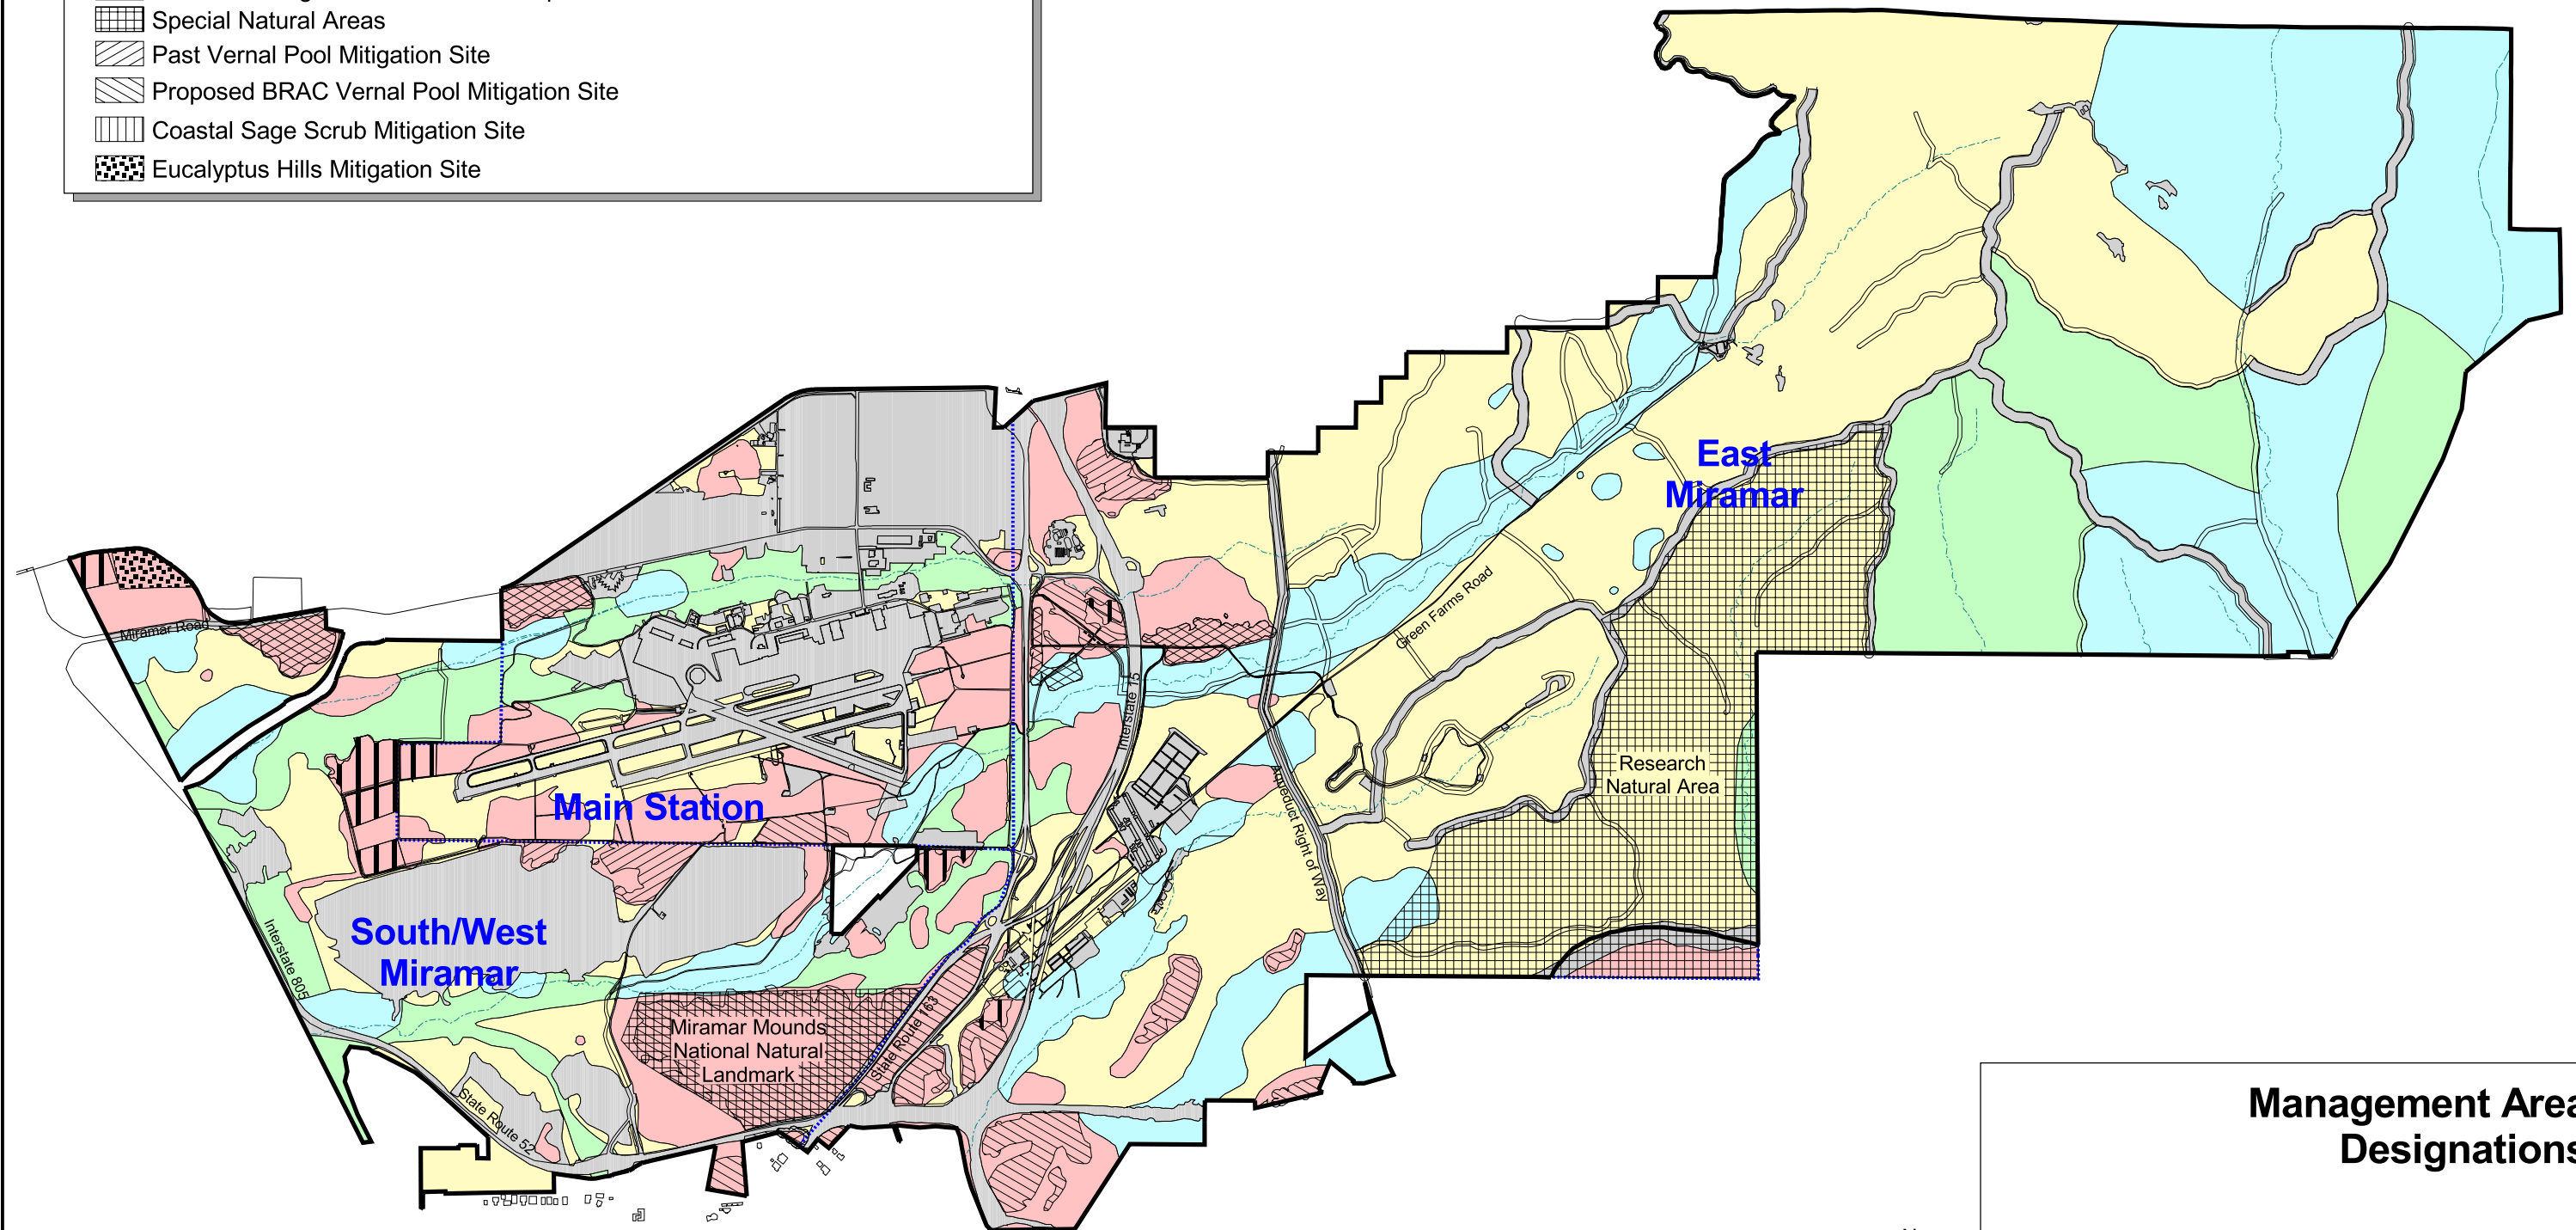 Special Natural Areas
Past Vernal Pool Mitigation Site
Proposed BRAC Vernal Pool Mitigation Site
Coastal Sage Scrub Mitigation Site
Eucalyptus Hills Mitigation Site
East
Miramar
Miramar Road
Green Farms Road
Interstate 15
Research
Natural Area
Main Station
Aqueduct Right of Way
South/West
Miramar
Interstate 805
Miramar Mounds
National Natural
Landmark
State Route 163
State Route 52
Management Area
Designations